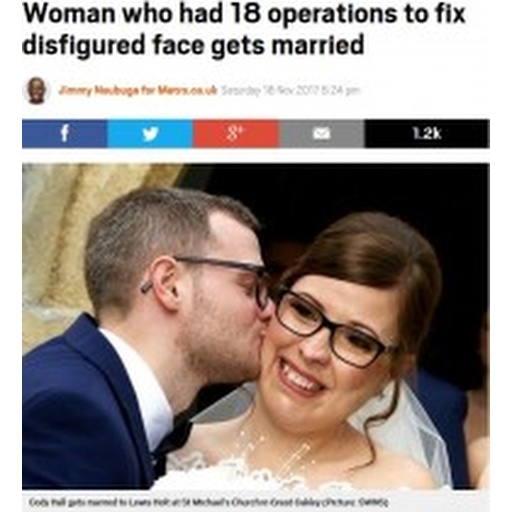 Woman who had 18 operations to fix
disfigured face gets married
Jimmy Nsubuga for Metro.co.uk Saturday 18 Nov 2017 8:24 pm
f 8+ 1.2k
Cody Hall gets married to Lewis Holt at St Michael's Church in Great Oakley (Picture: SWNS)